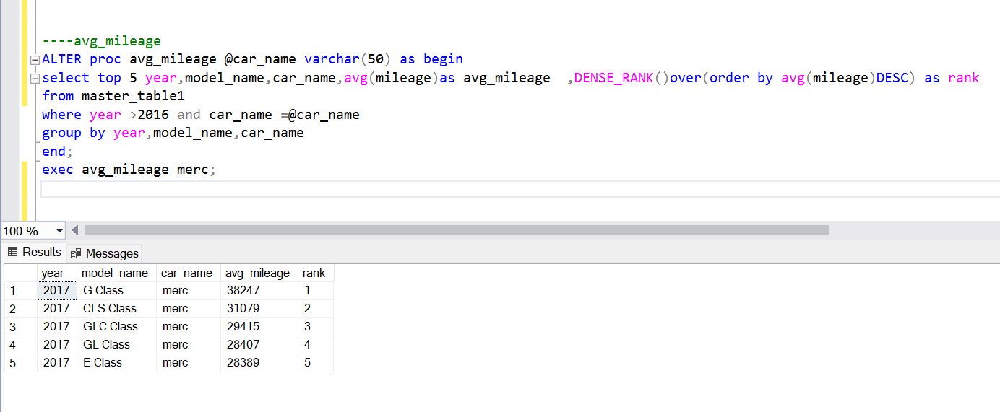 ----avg_mileage
ALTER proc avg_mileage @car_name varchar(50) as begin
select top 5 year,model_name,car_name,avg(mileage)as avg_mileage  ,DENSE_RANK()over(order by avg(mileage)DESC) as rank
from master_table1
where year >2016 and car_name =@car_name
group by year,model_name,car_name
end;
exec avg_mileage merc;
100 %
Results Messages
year model_name car_name avg_mileage rank
1 2017 G Class merc 38247 1
2 2017 CLS Class merc 31079 2
3 2017 GLC Class merc 29415 3
4 2017 GL Class merc 28407 4
5 2017 E Class merc 28389 5